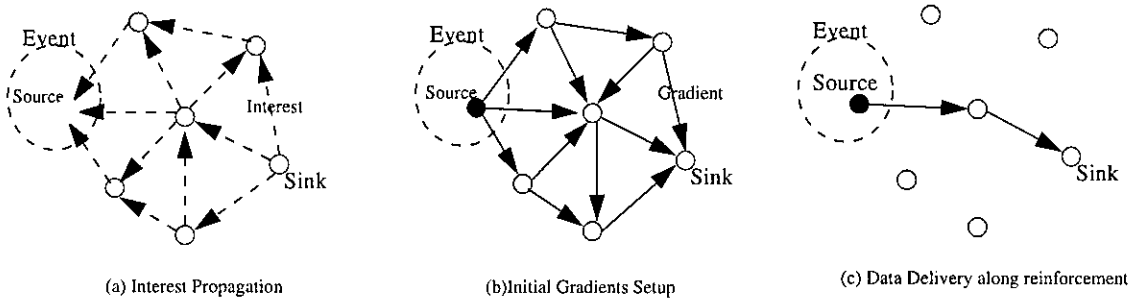 Event
Source
Interest
Sink
(a) Interest Propagation
Event
Source
Gradient
Sink
(b)Initial Gradients Setup
Event
Source
Sink
(c) Data Delivery along reinforcement